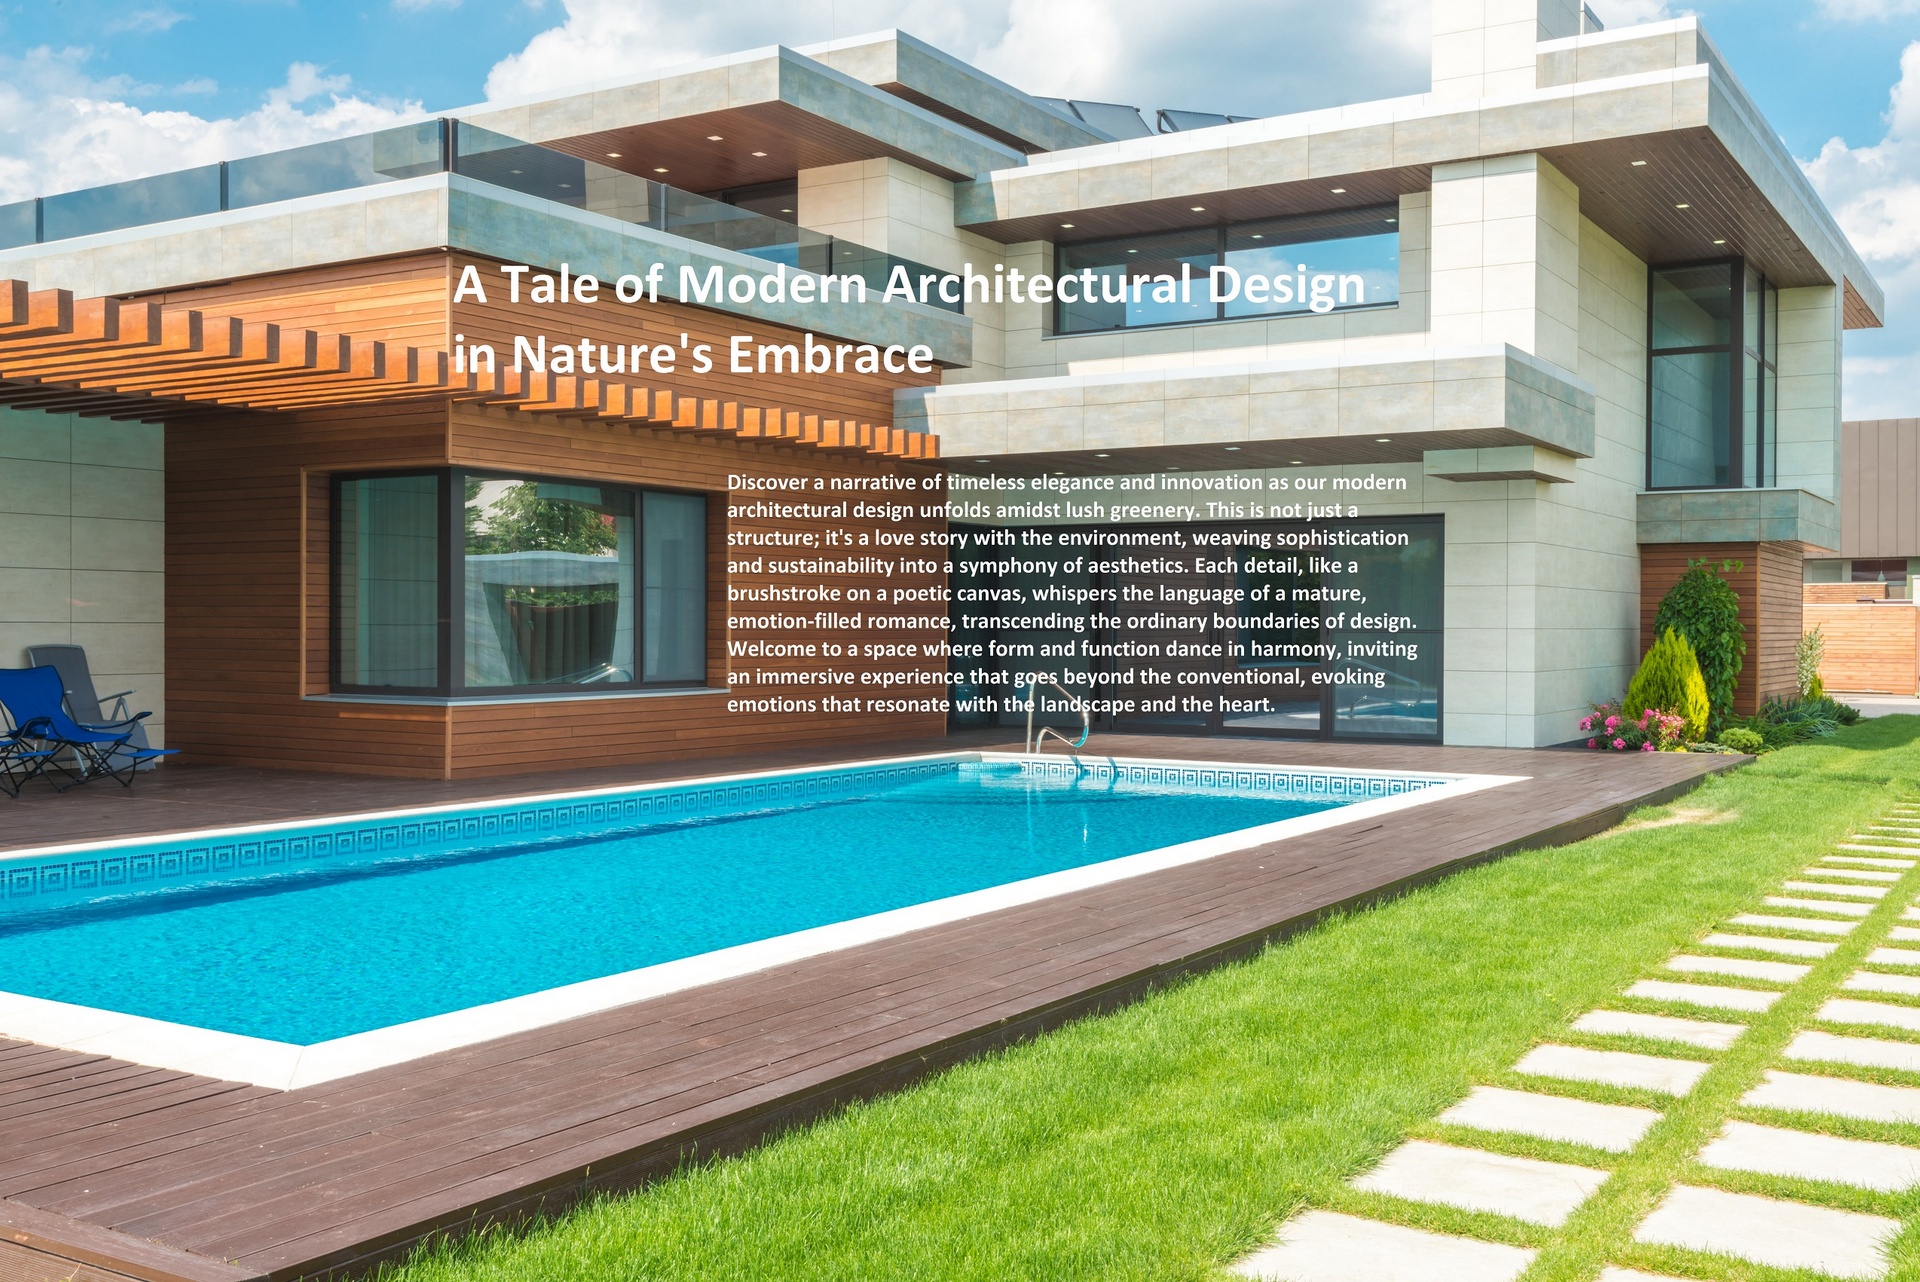 A Tale of Modern Architectural Design
in Nature's Embrace
Discover a narrative of timeless elegance and innovation as our modern
architectural design unfolds amidst lush greenery. This is not just a
structure; it's a love story with the environment, weaving sophistication
and sustainability into a symphony of aesthetics. Each detail, like a
brushstroke on a poetic canvas, whispers the language of a mature,
emotion-filled romance, transcending the ordinary boundaries of design.
Welcome to a space where form and function dance in harmony, inviting
an immersive experience that goes beyond the conventional, evoking
emotions that resonate with the landscape and the heart.